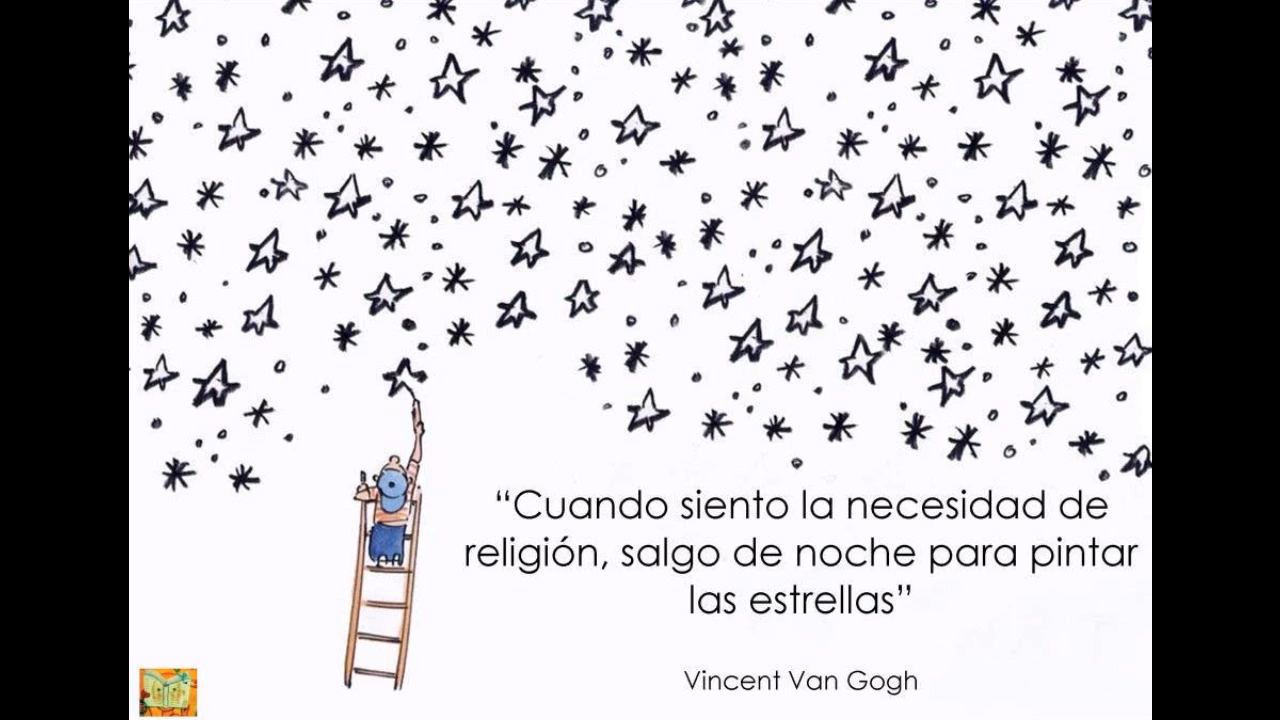 “Cuando siento la necesidad de
religión, salgo de noche para pintar
las estrellas”
Vincent Van Gogh